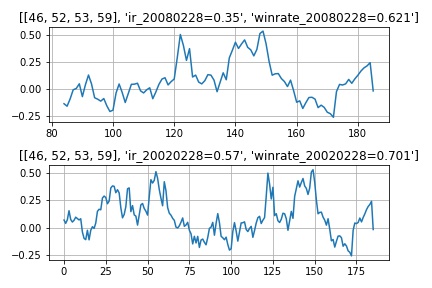 [[46, 52, 53, 59], 'ir_20080228=0.35', 'winrate_20080228=0.621']
0.50
0.25
0.00
−0.25
80 100 120 140 160 180
[[46, 52, 53, 59], 'ir_20020228=0.57', 'winrate_20020228=0.701']
0.50
0.25
0.00
−0.25
0 25 50 75 100 125 150 175